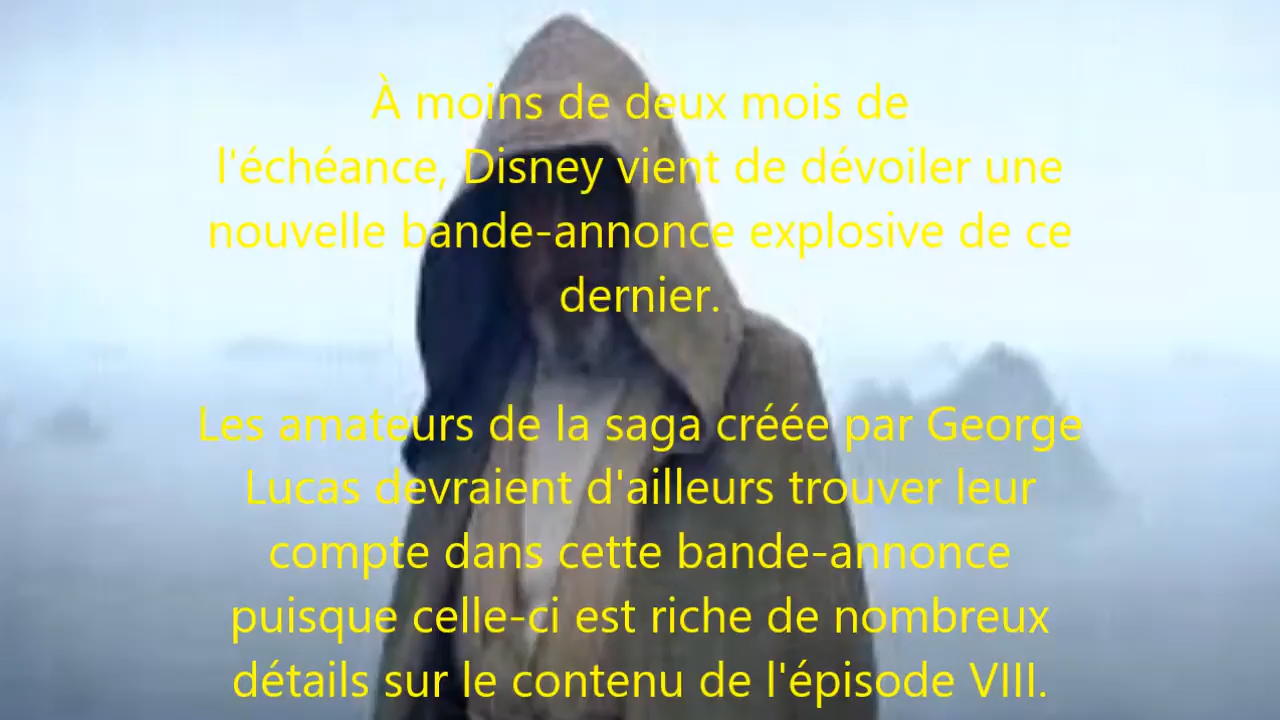 À moins de deux mois de
l'échéance, Disney vient de dévoiler une
nouvelle bande-annonce explosive de ce
dernier.
Les amateurs de la saga créée par George
Lucas devraient d'ailleurs trouver leur
compte dans cette bande-annonce
puisque celle-ci est riche de nombreux
détails sur le contenu de l'épisode VIII.